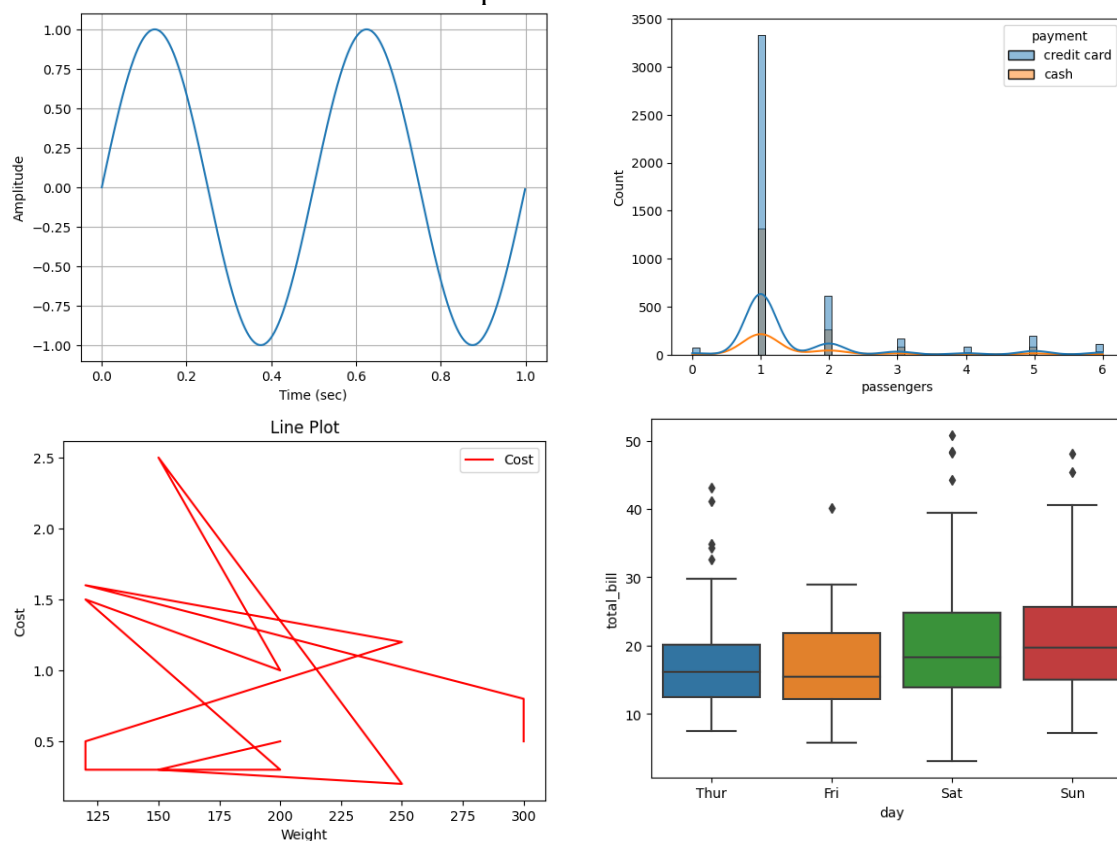 1.00
0.75
0.50
0.25
0.00
−0.25
−0.50
−0.75
−1.00
Amplitude
0.0 0.2 0.4 0.6 0.8 1.0
Time (sec)
3500
3000
2500
2000
1500
1000
500
0
Count
payment
credit card
cash
0 1 2 3 4 5 6
passengers
Line Plot
Cost
2.5
2.0
1.5
1.0
0.5
Cost
125 150 175 200 225 250 275 300
Weight
50
40
30
20
10
total_bill
Thur Fri Sat Sun
day